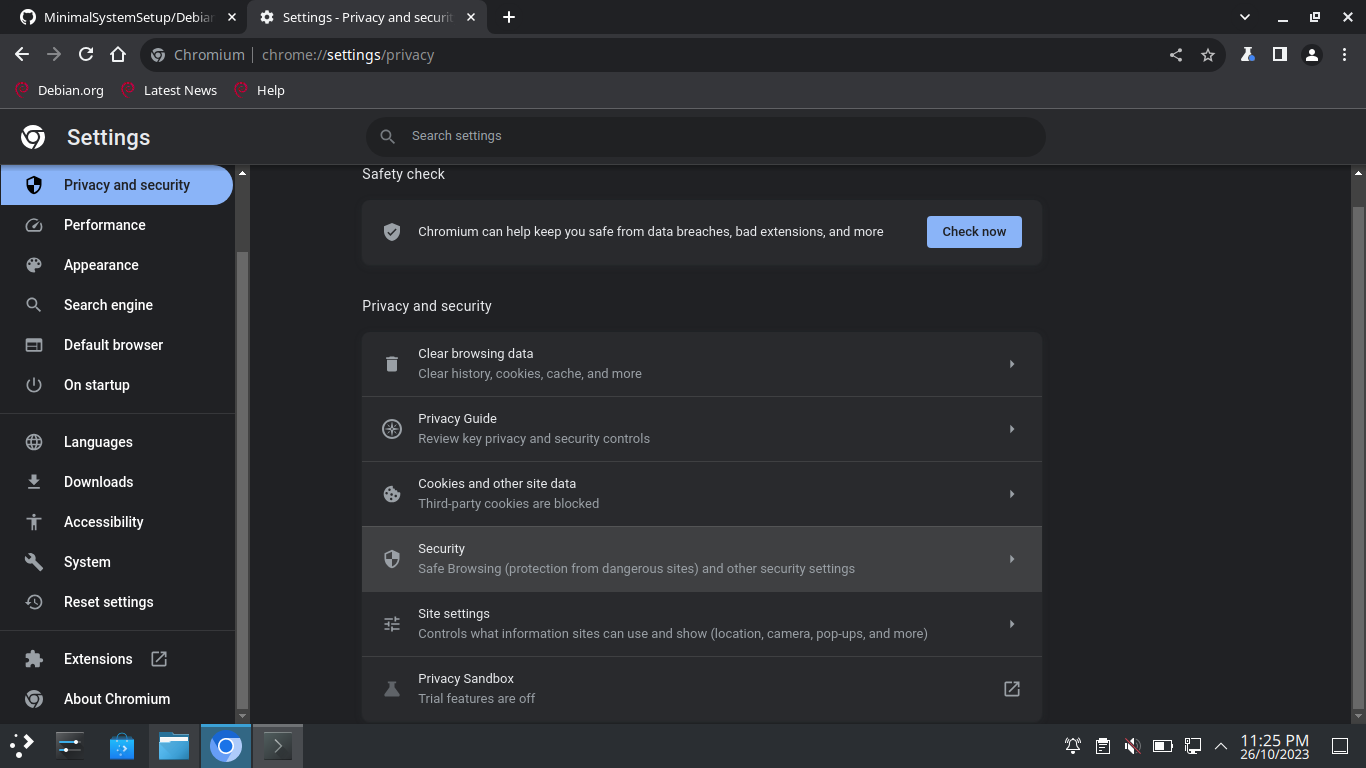 MinimalSystemSetup/Debian
Settings - Privacy and securit
Chromium
chrome://settings/privacy
Debian.org
Latest News
Help
Settings
Search settings
Privacy and security
Performance
Appearance
Search engine
Default browser
On startup
Languages
Downloads
Accessibility
System
Reset settings
Extensions
About Chromium
Safety check
Chromium can help keep you safe from data breaches, bad extensions, and more
Check now
Privacy and security
Clear browsing data
Clear history, cookies, cache, and more
Privacy Guide
Review key privacy and security controls
Cookies and other site data
Third-party cookies are blocked
Security
Safe Browsing (protection from dangerous sites) and other security settings
Site settings
Controls what information sites can use and show (location, camera, pop-ups, and more)
Privacy Sandbox
Trial features are off
11:25 PM
26/10/2023